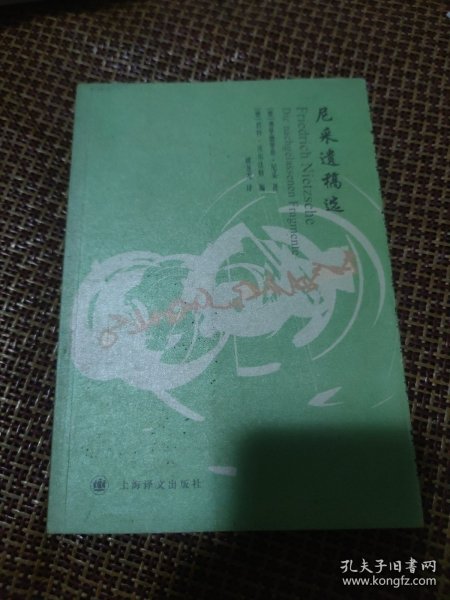 尼采遗稿选
Friedrich Nietzsche
Die nachgelassenen Fragmente
上海译文出版社
孔夫子旧书网
www.kongfz.com